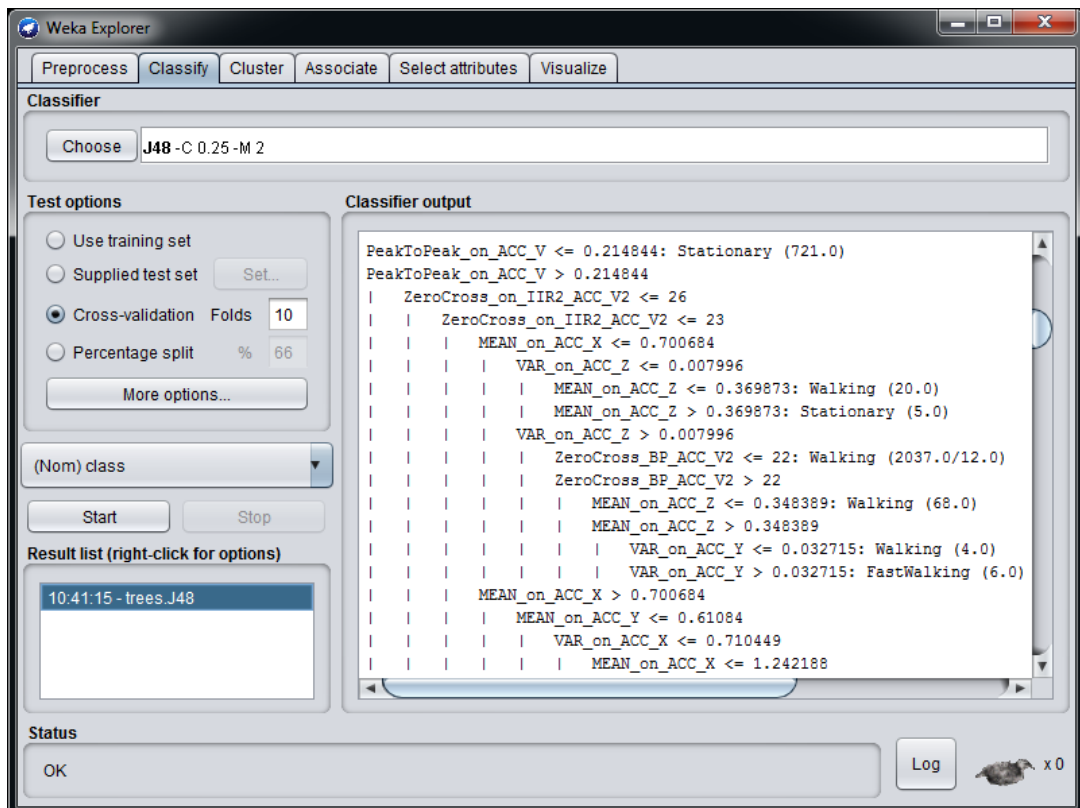 Weka Explorer
Preprocess Classify Cluster Associate Select attributes Visualize
Classifier
Choose J48 -C 0.25 -M 2
Test options
Use training set
Supplied test set Set...
Cross-validation Folds 10
Percentage split % 66
More options...
(Nom) class
Start Stop
Result list (right-click for options)
10:41:15 - trees.J48
Classifier output
PeakToPeak_on_ACC_V <= 0.214844: Stationary (721.0)
PeakToPeak_on_ACC_V > 0.214844
| ZeroCross_on_IIR2_ACC_V2 <= 26
| | ZeroCross_on_IIR2_ACC_V2 <= 23
| | | MEAN_on_ACC_X <= 0.700684
| | | | VAR_on_ACC_Z <= 0.007996
| | | | | MEAN_on_ACC_Z <= 0.369873: Walking (20.0)
| | | | | MEAN_on_ACC_Z > 0.369873: Stationary (5.0)
| | | | VAR_on_ACC_Z > 0.007996
| | | | | ZeroCross_BP_ACC_V2 <= 22: Walking (2037.0/12.0)
| | | | | ZeroCross_BP_ACC_V2 > 22
| | | | | | MEAN_on_ACC_Z <= 0.348389: Walking (68.0)
| | | | | | MEAN_on_ACC_Z > 0.348389
| | | | | | | VAR_on_ACC_Y <= 0.032715: Walking (4.0)
| | | | | | | VAR_on_ACC_Y > 0.032715: FastWalking (6.0)
| | | MEAN_on_ACC_X > 0.700684
| | | | MEAN_on_ACC_Y <= 0.61084
| | | | | VAR_on_ACC_X <= 0.710449
| | | | | | MEAN_on_ACC_X <= 1.242188
Status
OK
Log x 0